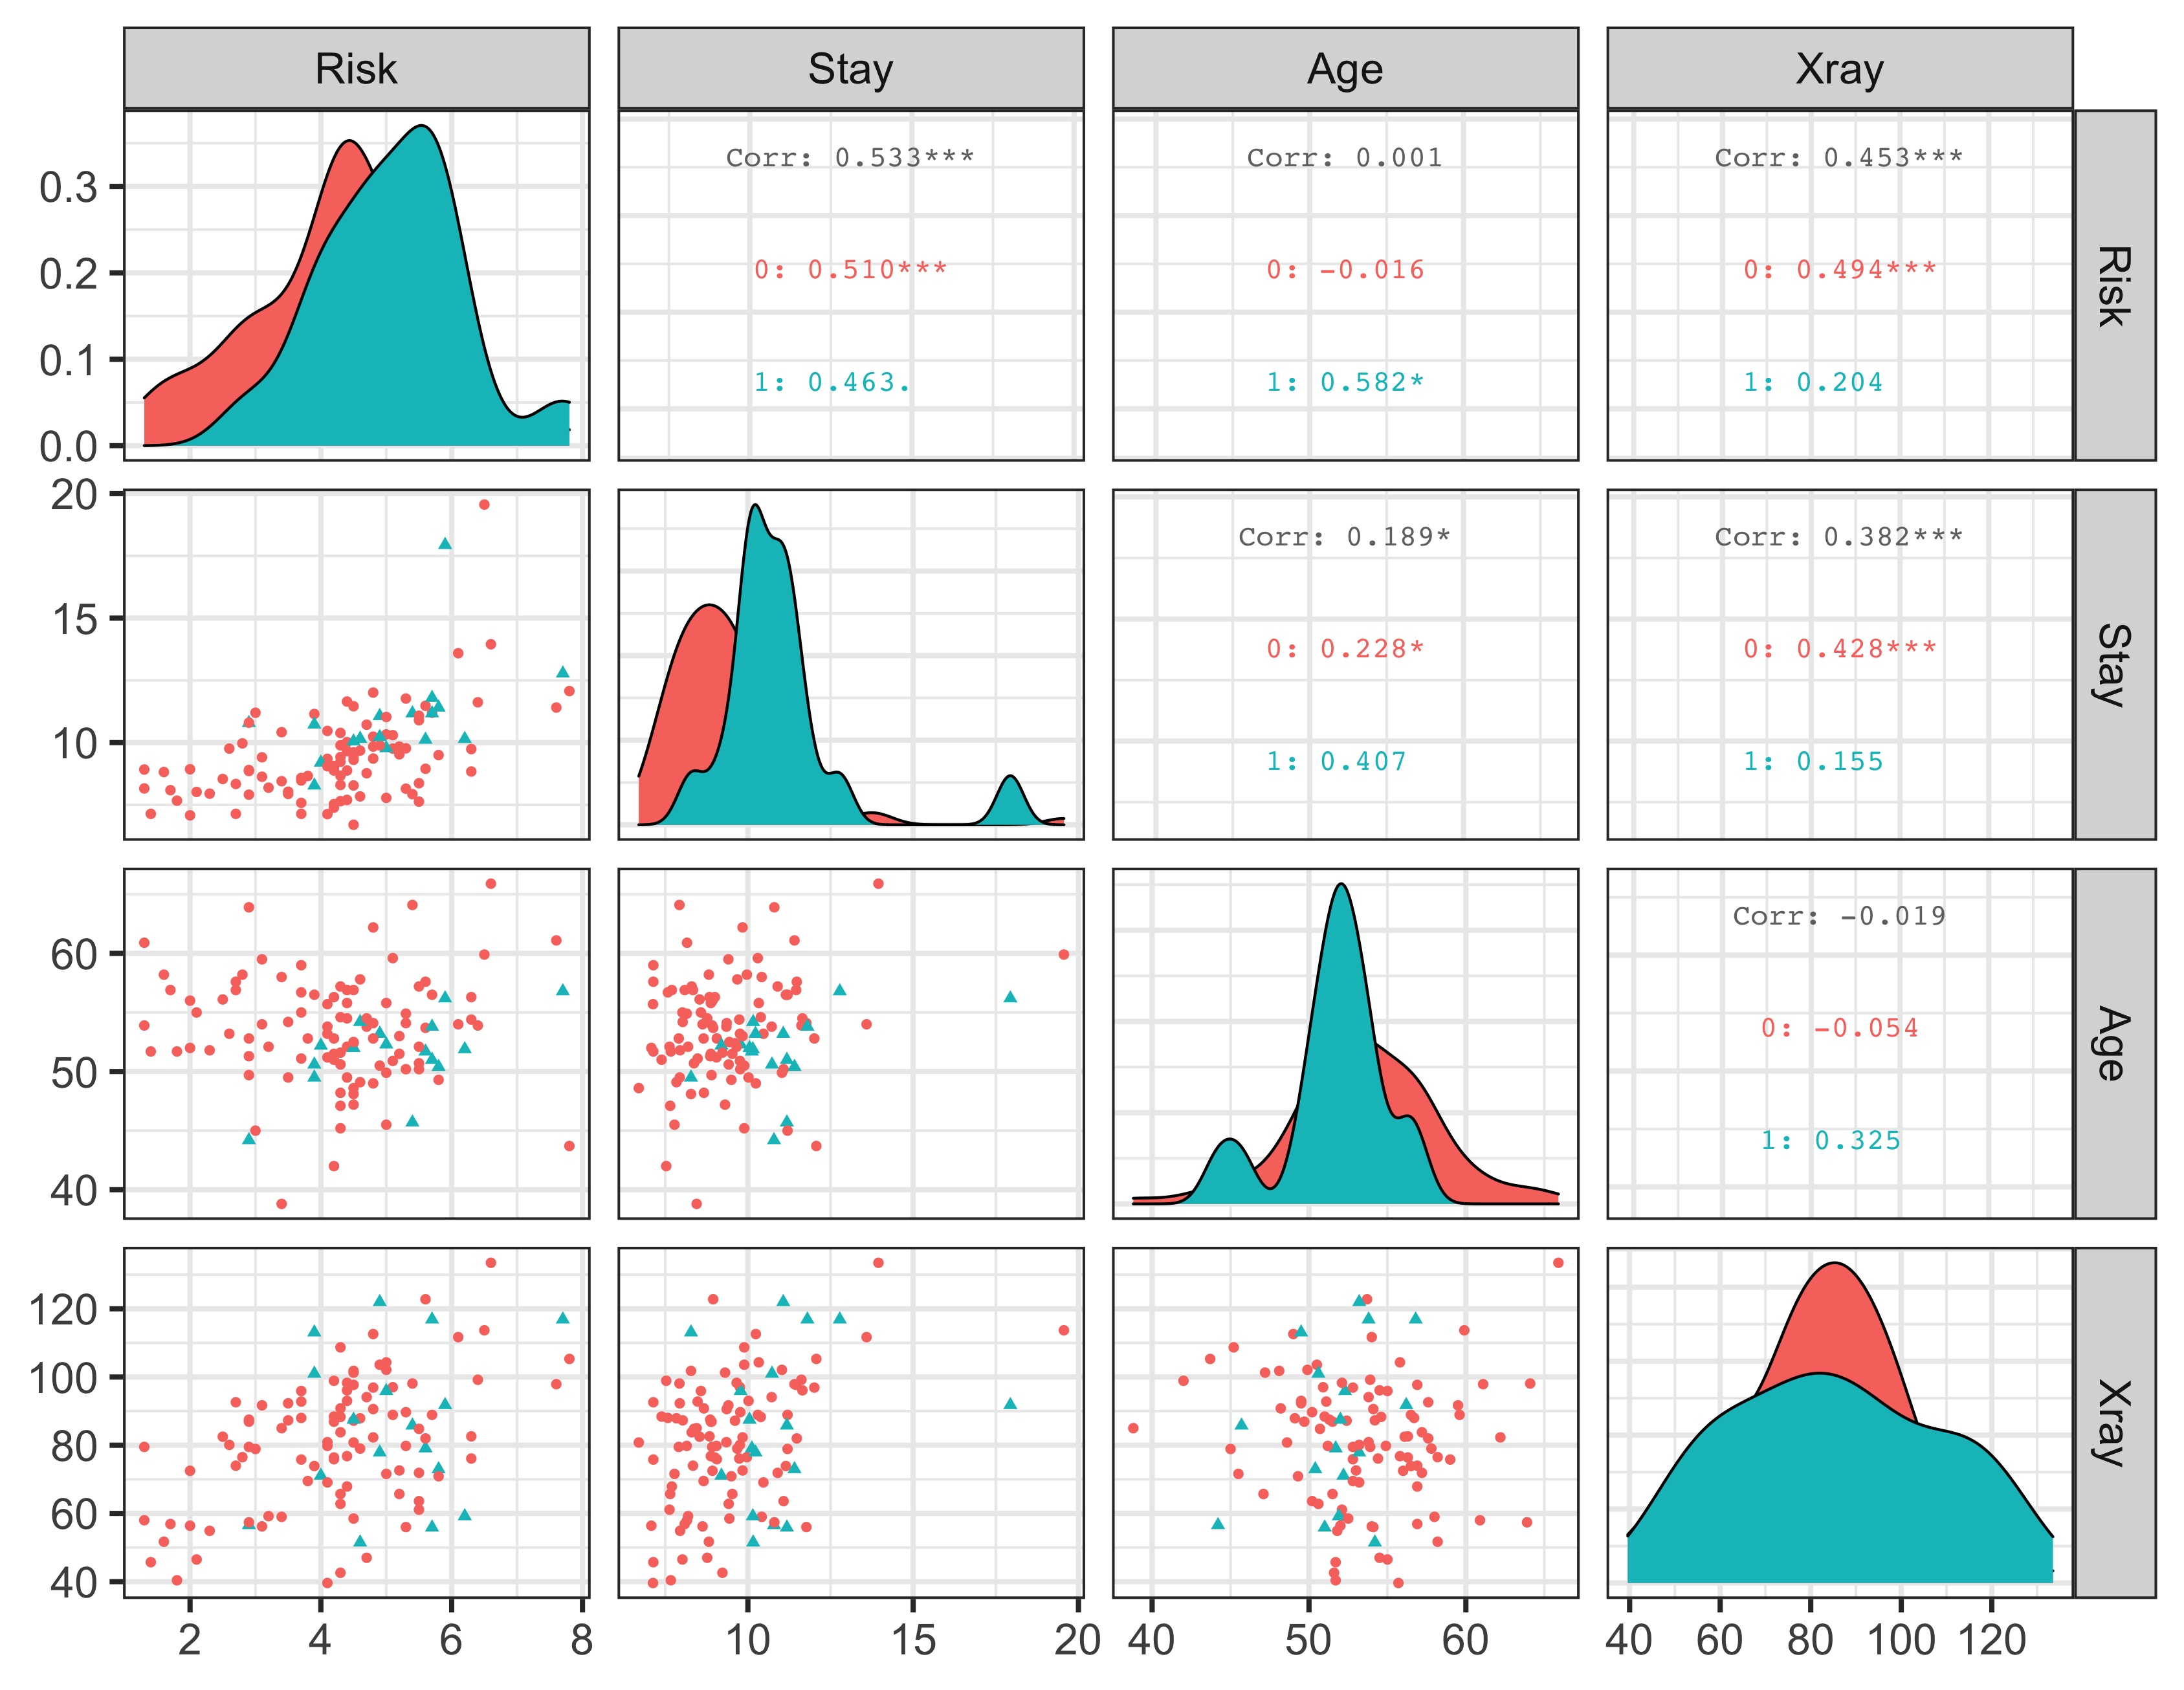 Risk Stay Age Xray
0.3
0.2
0.1
0.0
Corr: 0.533***
0: 0.510***
1: 0.463.
Corr: 0.001
0: -0.016
1: 0.582*
Corr: 0.453***
0: 0.494***
1: 0.204
Risk
20
15
10
Corr: 0.189*
0: 0.228*
1: 0.407
Corr: 0.382***
0: 0.428***
1: 0.155
Stay
60
50
40
Corr: -0.019
0: -0.054
1: 0.325
Age
120
100
80
60
40
Xray
2 4 6 8 10 15 20 40 50 60 40 60 80 100 120